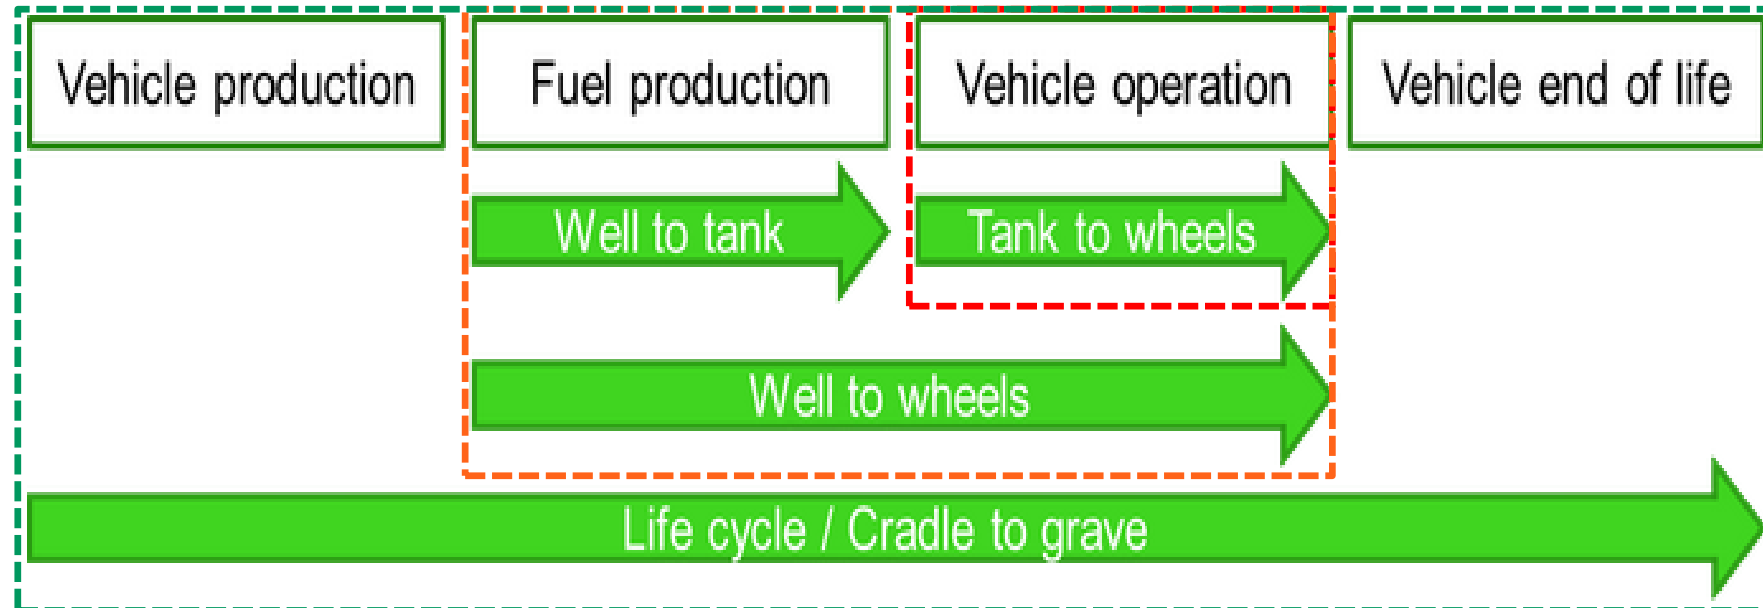 Vehicle production
Fuel production
Vehicle operation
Vehicle end of life
Well to tank
Tank to wheels
Well to wheels
Life cycle / Cradle to grave